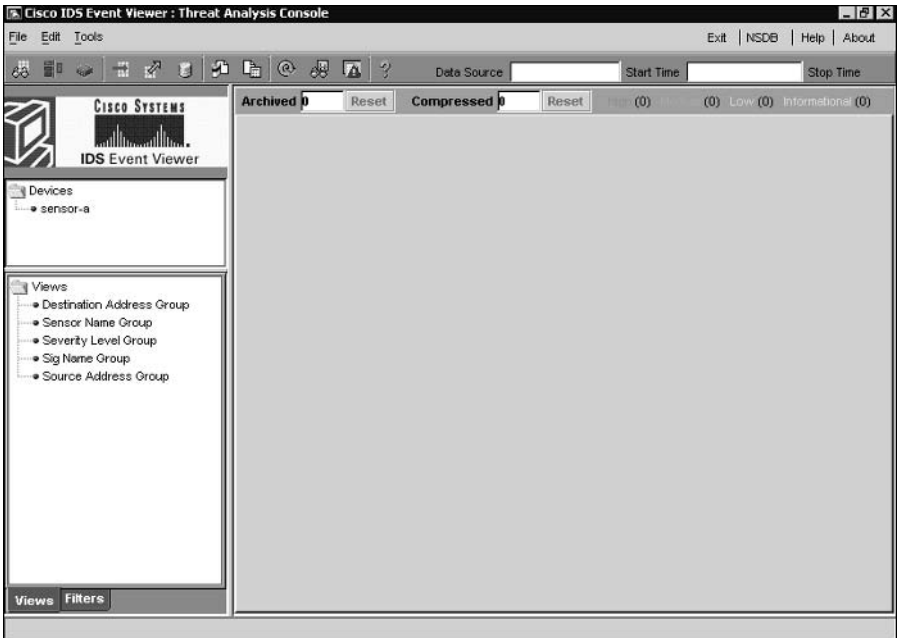 Cisco IDS Event Viewer : Threat Analysis Console
File Edit Tools Exit NSDB Help About
Data Source Start Time Stop Time
CISCO SYSTEMS
IDS Event Viewer
Archived 0 Reset Compressed 0 Reset High (0) Medium (0) Low (0) Informational (0)
Devices
sensor-a
Views
Destination Address Group
Sensor Name Group
Severity Level Group
Sig Name Group
Source Address Group
Views Filters